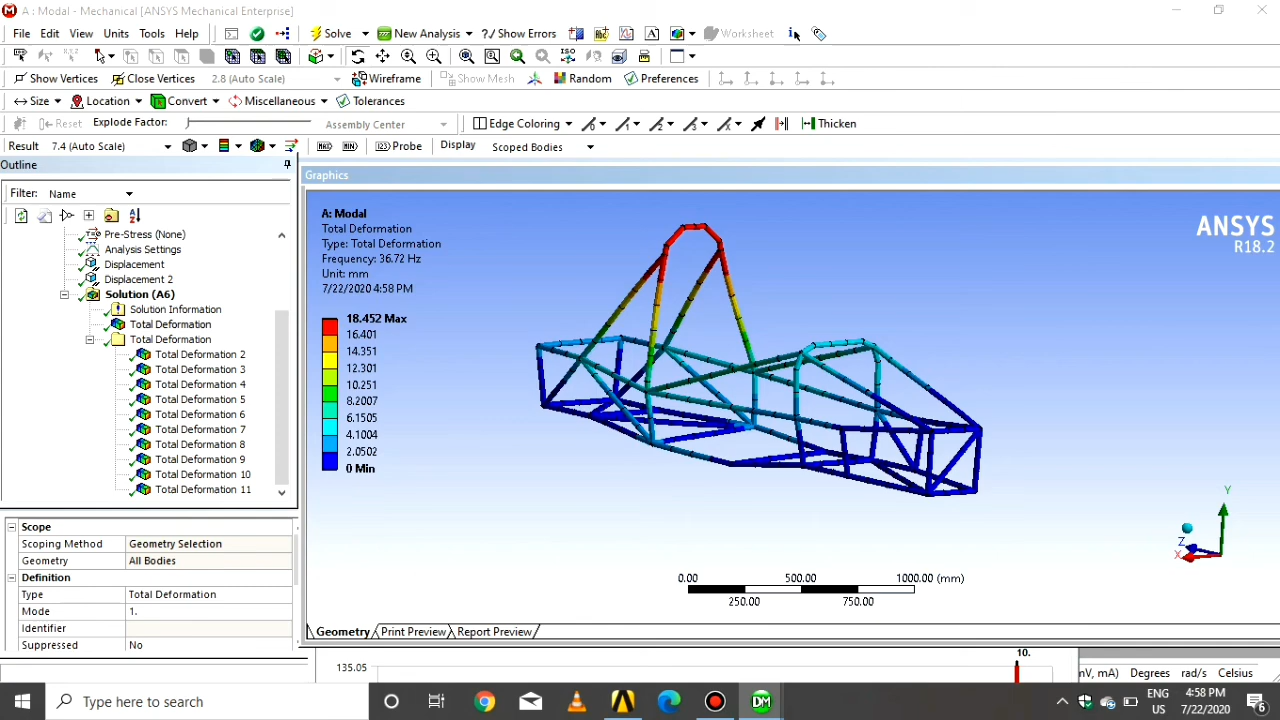 A : Modal - Mechanical [ANSYS Mechanical Enterprise]
File Edit View Units Tools Help Solve New Analysis ?/ Show Errors Worksheet
Show Vertices Close Vertices 2.8 (Auto Scale) Wireframe Show Mesh Random Preferences
Size Location Convert Miscellaneous Tolerances
Reset Explode Factor: Assembly Center Edge Coloring Thicken
Result 7.4 (Auto Scale) MAX MIN 123 Probe Display Scoped Bodies
Outline
Filter: Name
Pre-Stress (None)
Analysis Settings
Displacement
Displacement 2
Solution (A6)
Solution Information
Total Deformation
Total Deformation
Total Deformation 2
Total Deformation 3
Total Deformation 4
Total Deformation 5
Total Deformation 6
Total Deformation 7
Total Deformation 8
Total Deformation 9
Total Deformation 10
Total Deformation 11
Scope
Scoping Method Geometry Selection
Geometry All Bodies
Definition
Type Total Deformation
Mode 1.
Identifier
Suppressed No
Graphics
A: Modal
Total Deformation
Type: Total Deformation
Frequency: 36.72 Hz
Unit: mm
7/22/2020 4:58 PM
18.452 Max
16.401
14.351
12.301
10.251
8.2007
6.1505
4.1004
2.0502
0 Min
ANSYS
R18.2
Y
Z
X
0.00 500.00 1000.00 (mm)
250.00 750.00
Geometry Print Preview Report Preview
135.05
10.
nV, mA) Degrees rad/s Celsius
Type here to search
DM
ENG
US
4:58 PM
7/22/2020
6